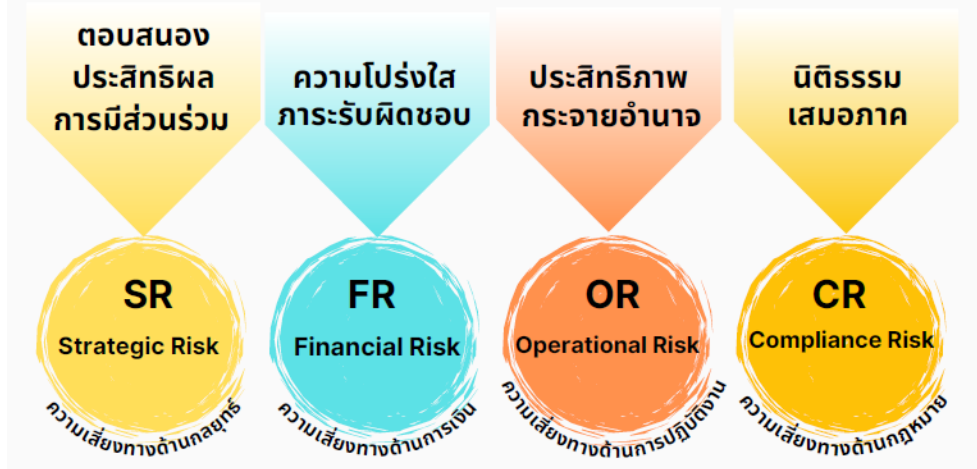 ตอบสนอง
ประสิทธิผล
การมีส่วนร่วม
ความโปร่งใส
ภาระรับผิดชอบ
ประสิทธิภาพ
กระจายอำนาจ
นิติธรรม
เสมอภาค
SR
Strategic Risk
ความเสี่ยงทางด้านกลยุทธ์
FR
Financial Risk
ความเสี่ยงทางด้านการเงิน
OR
Operational Risk
ความเสี่ยงทางด้านการปฏิบัติงาน
CR
Compliance Risk
ความเสี่ยงทางด้านกฎหมาย